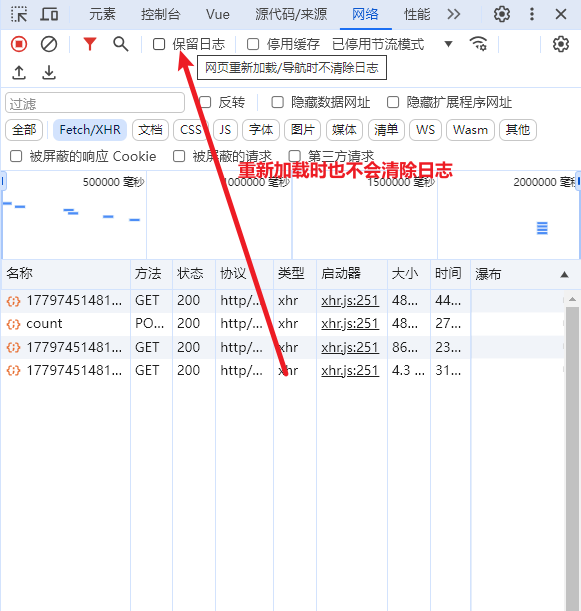 元素 控制台 Vue 源代码/来源 网络 性能
保留日志 停用缓存 已停用节流模式
网页重新加载/导航时不清除日志
过滤 反转 隐藏数据网址 隐藏扩展程序网址
全部 Fetch/XHR 文档 CSS JS 字体 图片 媒体 清单 WS Wasm 其他
被屏蔽的响应 Cookie 被屏蔽的请求 第三方请求
重新加载时也不会清除日志
500000 毫秒 1000000 毫秒 1500000 毫秒 2000000 毫秒
名称 方法 状态 协议 类型 启动器 大小 时间 瀑布
17797451481... GET 200 http/... xhr xhr.js:251 48... 44...
count PO... 200 http/... xhr xhr.js:251 48... 27...
17797451481... GET 200 http/... xhr xhr.js:251 86... 23...
17797451481... GET 200 http/... xhr xhr.js:251 4.3 ... 31...